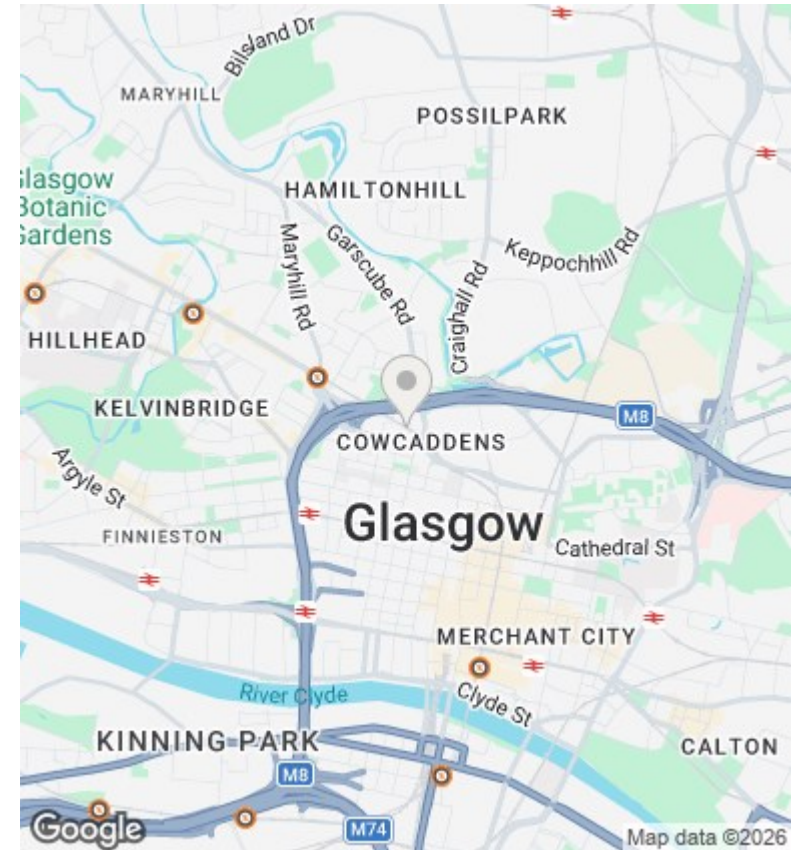 Bilsland Dr
MARYHILL
POSSILPARK
Glasgow
Botanic
Gardens
HAMILTONHILL
Maryhill Rd
Garscube Rd
Keppochhill Rd
Craighall Rd
HILLHEAD
KELVINBRIDGE
M8
COWCADDENS
Argyle St
Glasgow
FINNIESTON
Cathedral St
MERCHANT CITY
River Clyde
Clyde St
KINNING PARK
CALTON
M8
M74
Google
Map data ©2026